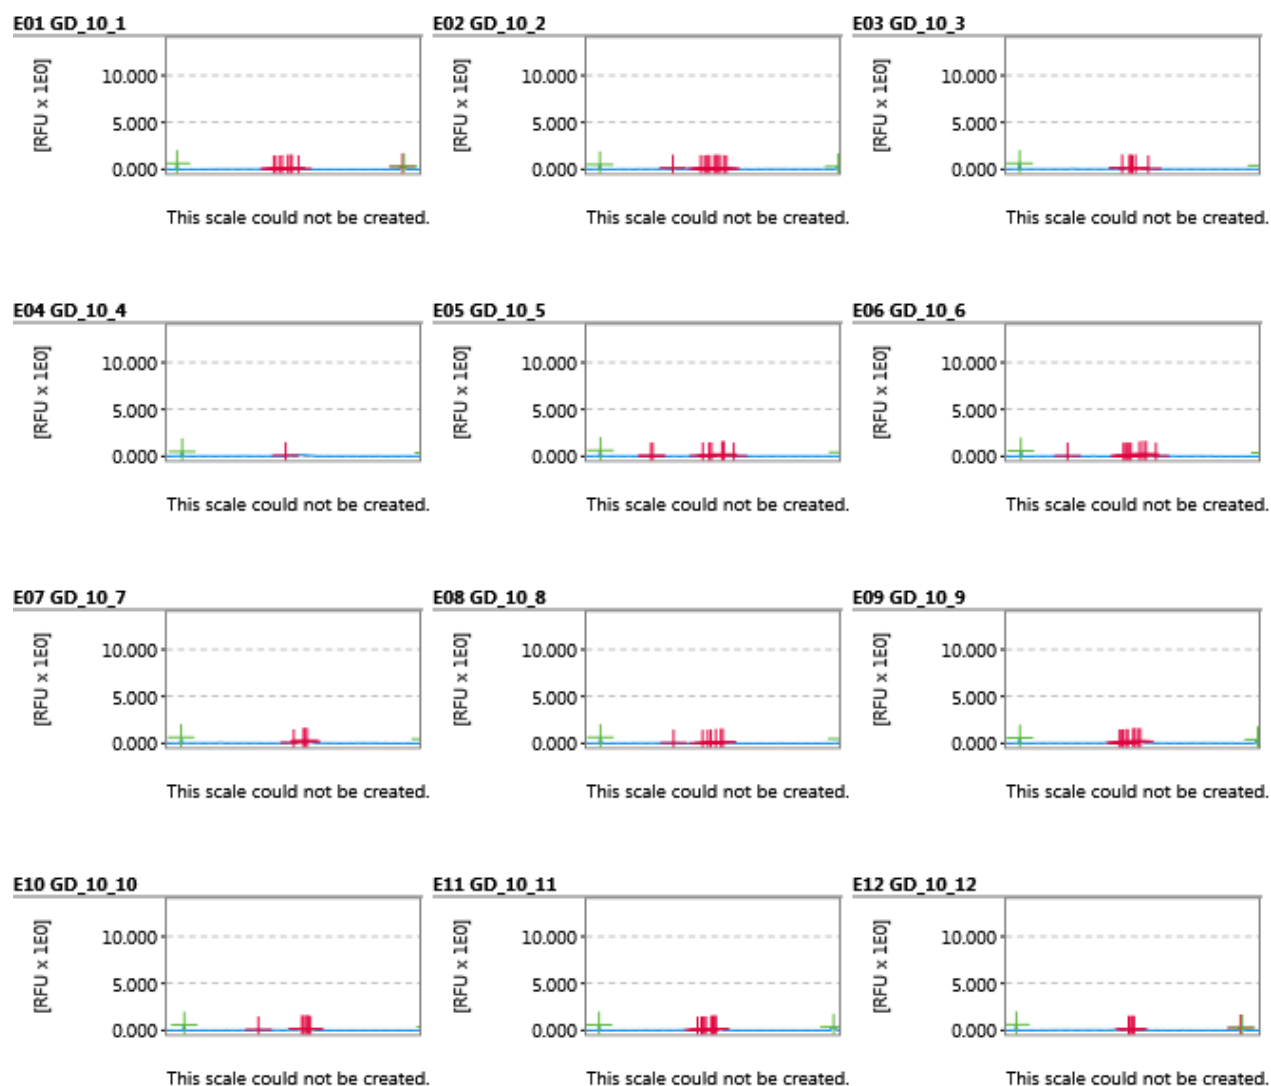 E01 GD_10_1 E02 GD_10_2 E03 GD_10_3
[RFU x 1E0] [RFU x 1E0] [RFU x 1E0]
10.000 10.000 10.000
5.000 5.000 5.000
0.000 0.000 0.000
This scale could not be created. This scale could not be created. This scale could not be created.
E04 GD_10_4 E05 GD_10_5 E06 GD_10_6
[RFU x 1E0] [RFU x 1E0] [RFU x 1E0]
10.000 10.000 10.000
5.000 5.000 5.000
0.000 0.000 0.000
This scale could not be created. This scale could not be created. This scale could not be created.
E07 GD_10_7 E08 GD_10_8 E09 GD_10_9
[RFU x 1E0] [RFU x 1E0] [RFU x 1E0]
10.000 10.000 10.000
5.000 5.000 5.000
0.000 0.000 0.000
This scale could not be created. This scale could not be created. This scale could not be created.
E10 GD_10_10 E11 GD_10_11 E12 GD_10_12
[RFU x 1E0] [RFU x 1E0] [RFU x 1E0]
10.000 10.000 10.000
5.000 5.000 5.000
0.000 0.000 0.000
This scale could not be created. This scale could not be created. This scale could not be created.